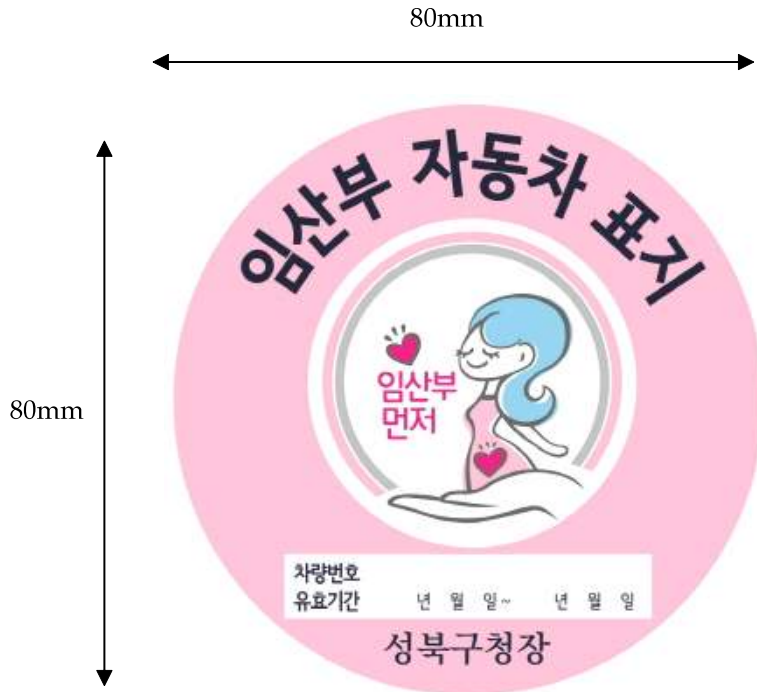 80mm
80mm
임산부 자동차 표지
임산부
먼저
차량번호
유효기간 년 월 일~ 년 월 일
성북구청장